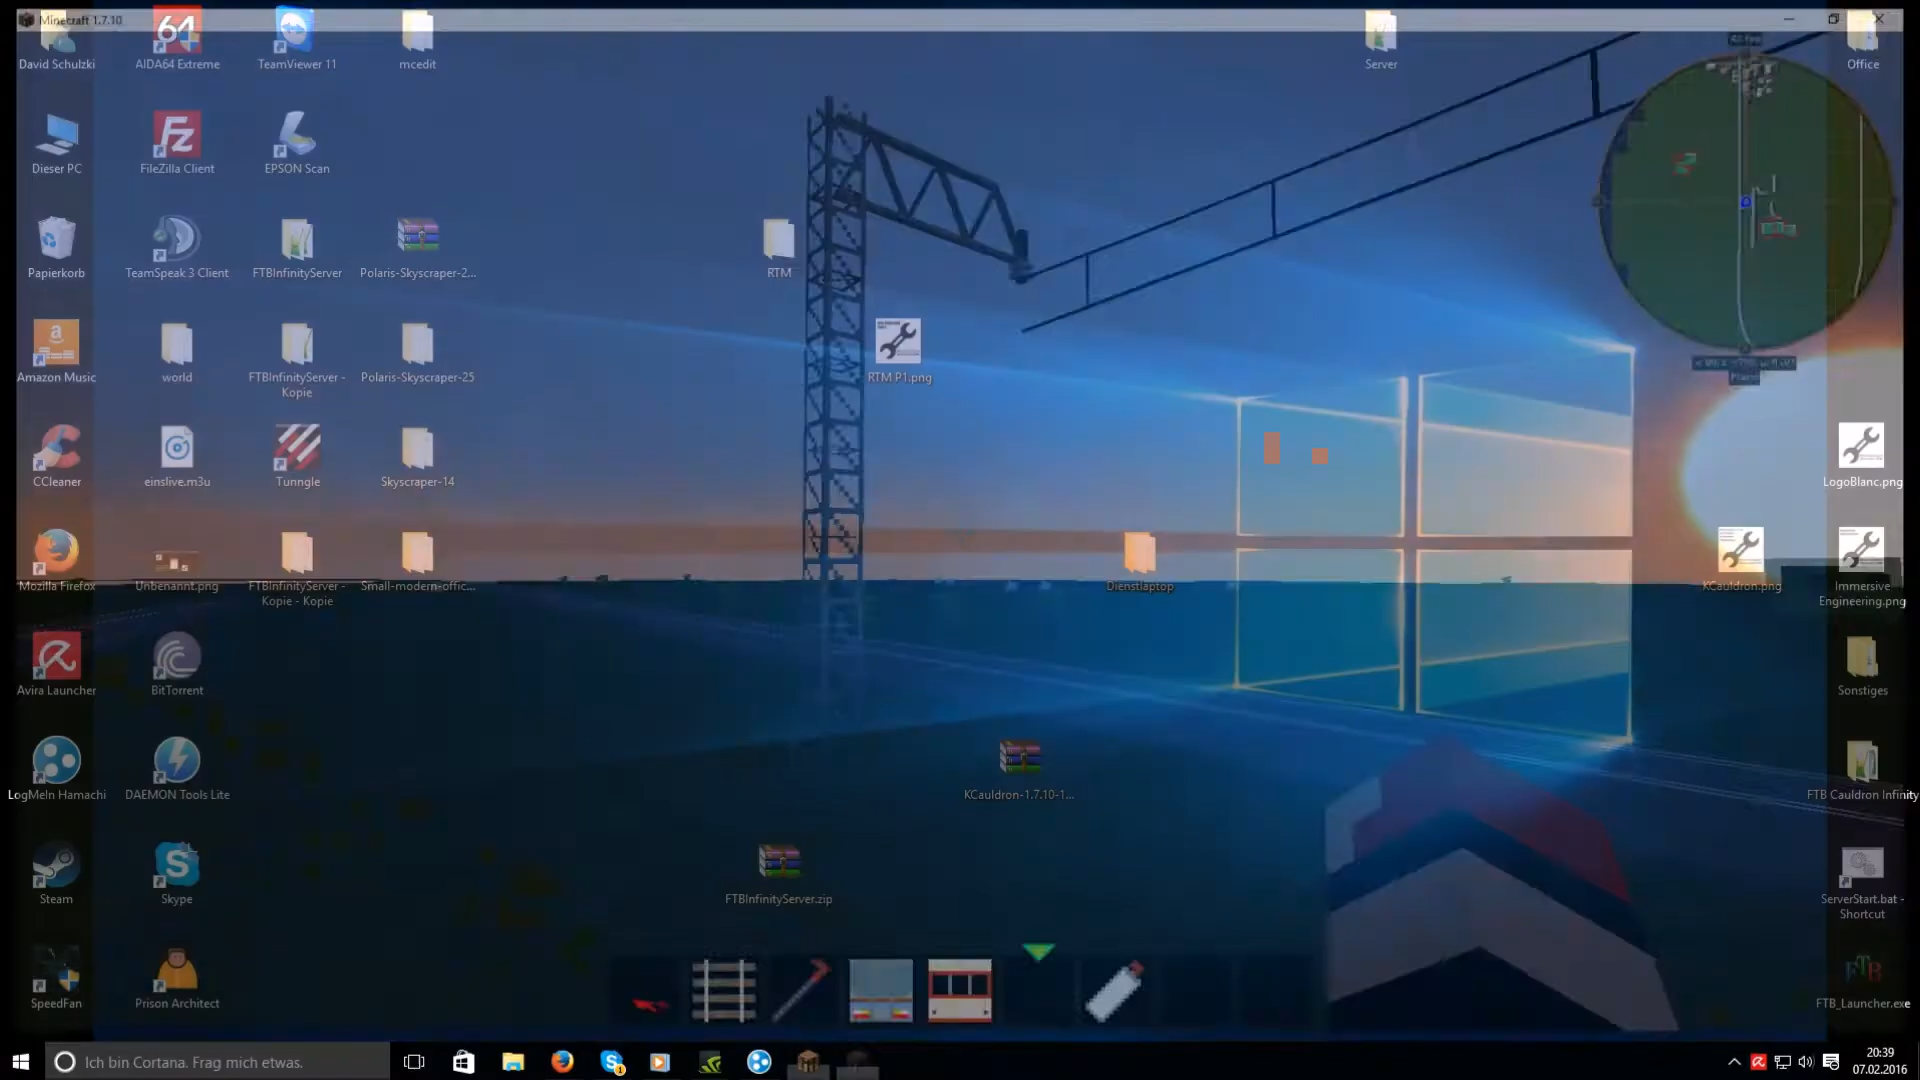 Minecraft 1.7.10
David Schulzki
AIDA64 Extreme
TeamViewer 11
mcedit
Server
Office
Dieser PC
FileZilla Client
EPSON Scan
Papierkorb
TeamSpeak 3 Client
FTBInfinityServer
Polaris-Skyscraper-2...
RTM
Amazon Music
world
FTBInfinityServer -
Kopie
Polaris-Skyscraper-25
RTM P1.png
CCleaner
einslive.m3u
Tunngle
Skyscraper-14
LogoBlanc.png
Mozilla Firefox
Unbenannt.png
FTBInfinityServer -
Kopie - Kopie
Small-modern-offic...
Dienstlaptop
KCauldron.png
Immersive
Engineering.png
Avira Launcher
BitTorrent
Sonstiges
LogMeIn Hamachi
DAEMON Tools Lite
KCauldron-1.7.10-1...
FTB Cauldron Infinity
Steam
Skype
FTBInfinityServer.zip
ServerStart.bat -
Shortcut
SpeedFan
Prison Architect
FTB_Launcher.exe
Ich bin Cortana. Frag mich etwas.
20:39
07.02.2016